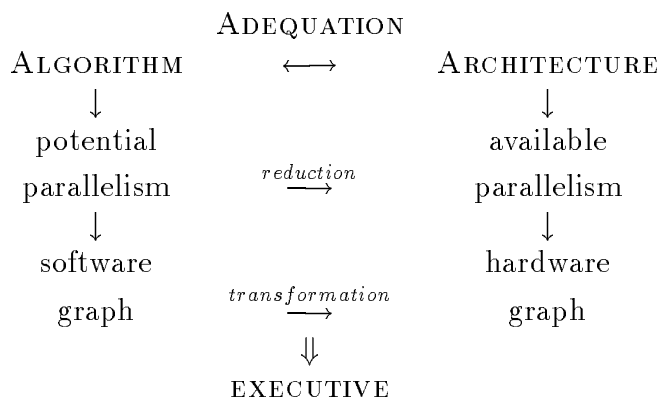 ADEQUATION
ALGORITHM ↔ ARCHITECTURE
↓ ↓
potential available
reduction
parallelism → parallelism
↓ ↓
software hardware
transformation
graph → graph
⇓
EXECUTIVE